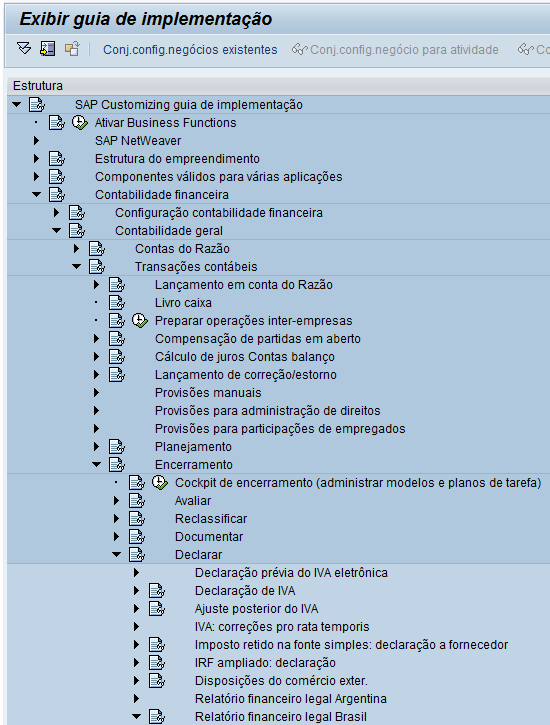 Exibir guia de implementação
Conj.config.negócios existentes Conj.config.negócio para atividade Co
Estrutura
SAP Customizing guia de implementação
Ativar Business Functions
SAP NetWeaver
Estrutura do empreendimento
Componentes válidos para várias aplicações
Contabilidade financeira
Configuração contabilidade financeira
Contabilidade geral
Contas do Razão
Transações contábeis
Lançamento em conta do Razão
Livro caixa
Preparar operações inter-empresas
Compensação de partidas em aberto
Cálculo de juros Contas balanço
Lançamento de correção/estorno
Provisões manuais
Provisões para administração de direitos
Provisões para participações de empregados
Planejamento
Encerramento
Cockpit de encerramento (administrar modelos e planos de tarefa)
Avaliar
Reclassificar
Documentar
Declarar
Declaração prévia do IVA eletrônica
Declaração de IVA
Ajuste posterior do IVA
IVA: correções pro rata temporis
Imposto retido na fonte simples: declaração a fornecedor
IRF ampliado: declaração
Disposições do comércio exter.
Relatório financeiro legal Argentina
Relatório financeiro legal Brasil